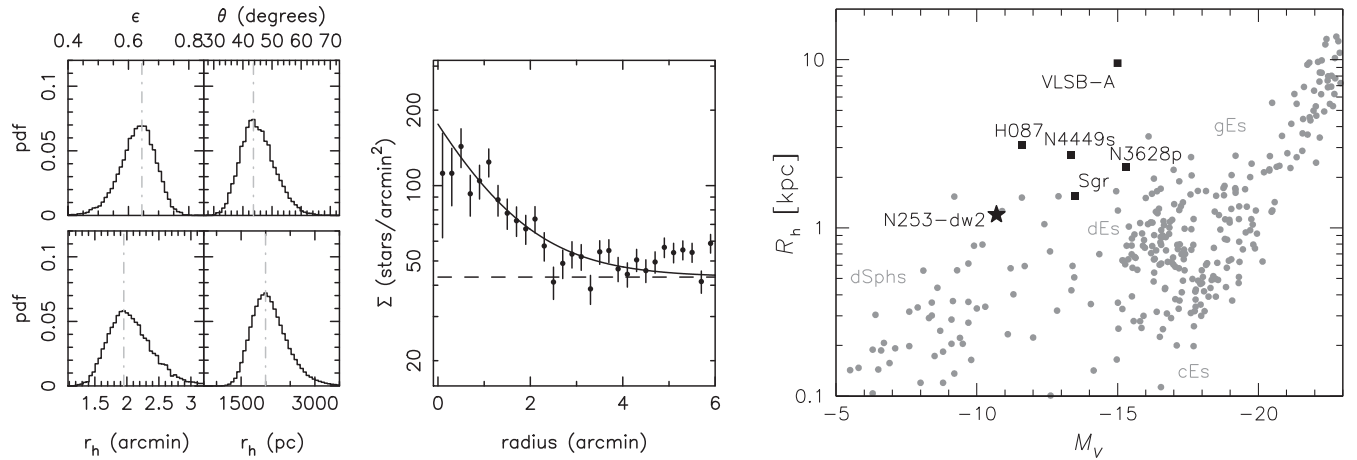 ϵ
θ (degrees)
0.4 0.6 0.8
30 40 50 60 70
pdf
0 0.05 0.1
pdf
0 0.05 0.1
1.5 2 2.5 3
1500 3000
r_h (arcmin)
r_h (pc)
Σ (stars/arcmin²)
200
100
50
20
0 2 4 6
radius (arcmin)
R_h [kpc]
10
1
0.1
VLSB-A
gEs
H087
N4449s
N3628p
Sgr
N253-dw2
dEs
dSphs
cEs
-5 -10 -15 -20
M_V